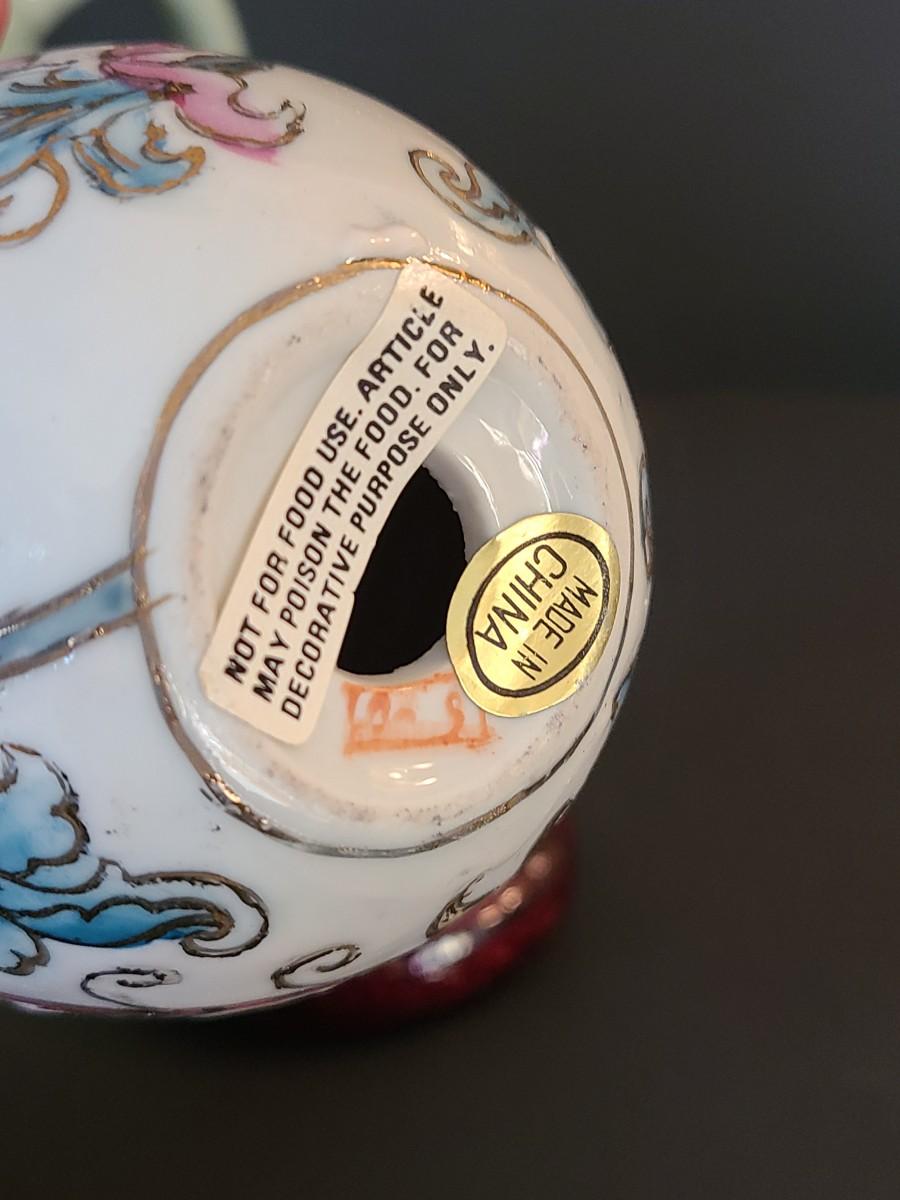 NOT FOR FOOD USE. ARTICLE
MAY POISON THE FOOD. FOR
DECORATIVE PURPOSE ONLY.
MADE IN
CHINA